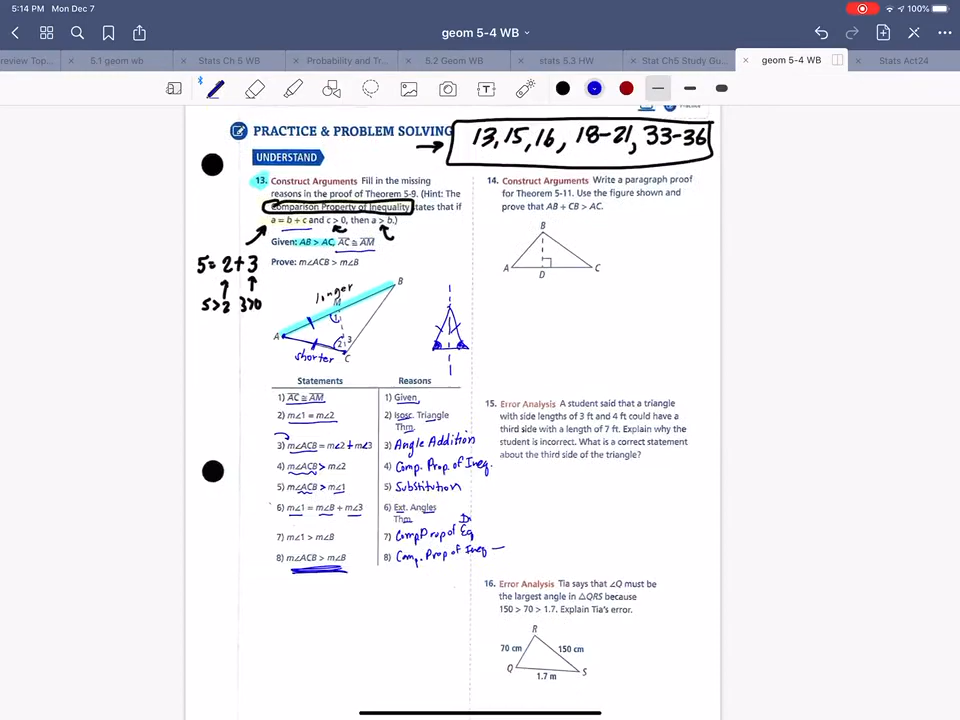 5:14 PM Mon Dec 7
100%
geom 5-4 WB
review Top...
5.1 geom wb
Stats Ch 5 WB
Probability and Tr...
5.2 Geom WB
stats 5.3 HW
Stat Ch5 Study Gu...
geom 5-4 WB
Stats Act24
PRACTICE & PROBLEM SOLVING
13, 15, 16, 18-21, 33-36
UNDERSTAND
13. Construct Arguments Fill in the missing
reasons in the proof of Theorem 5-9. (Hint: The
Comparison Property of Inequality states that if
a = b + c and c > 0, then a > b.)
Given: AB > AC, AC ≅ AM
Prove: m∠ACB > m∠B
5 = 2 + 3
5>2 3>0
longer
B
M
1
A
2
3
C
shorter
Statements
Reasons
1) AC ≅ AM
1) Given
2) m∠1 = m∠2
2) Isosc. Triangle
Thm.
3) m∠ACB = m∠2 + m∠3
3) Angle Addition
4) m∠ACB > m∠2
4) Comp. Prop. of Ineq.
5) m∠ACB > m∠1
5) Substitution
6) m∠1 = m∠B + m∠3
6) Ext. Angles
Thm
7) m∠1 > m∠B
7) Comp Prop of Eq
8) m∠ACB > m∠B
8) Comp. Prop of Ineq
14. Construct Arguments Write a paragraph proof
for Theorem 5-11. Use the figure shown and
prove that AB + CB > AC.
B
A
D
C
15. Error Analysis A student said that a triangle
with side lengths of 3 ft and 4 ft could have a
third side with a length of 7 ft. Explain why the
student is incorrect. What is a correct statement
about the third side of the triangle?
16. Error Analysis Tia says that ∠Q must be
the largest angle in △QRS because
150 > 70 > 1.7. Explain Tia's error.
R
70 cm
150 cm
Q
S
1.7 m